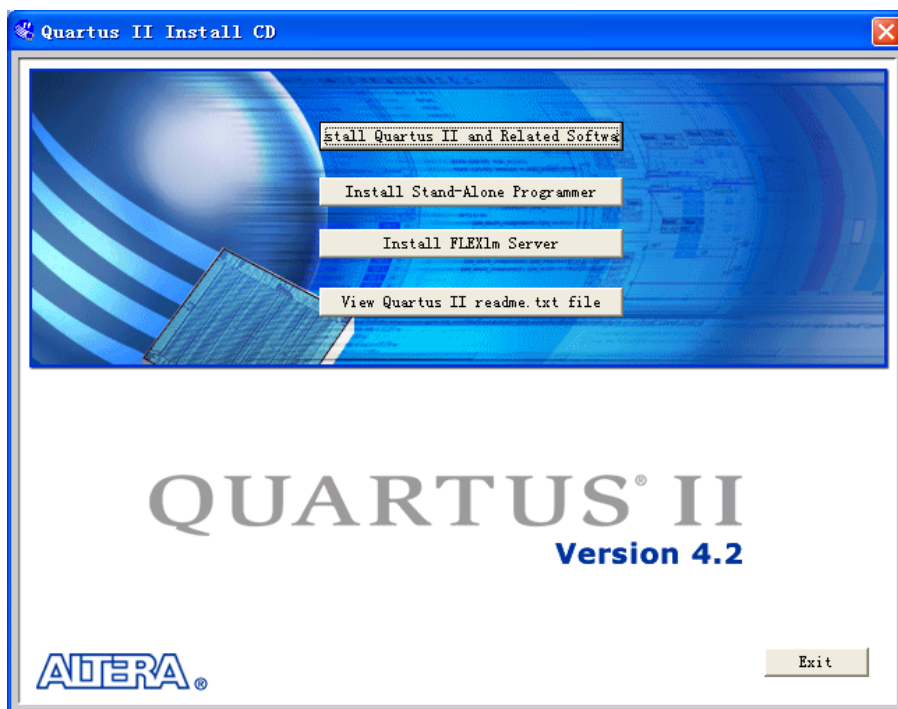 Quartus II Install CD
stall Quartus II and Related Softwa
Install Stand-Alone Programmer
Install FLEXlm Server
View Quartus II readme.txt file
QUARTUS® II
Version 4.2
ALTERA®
Exit